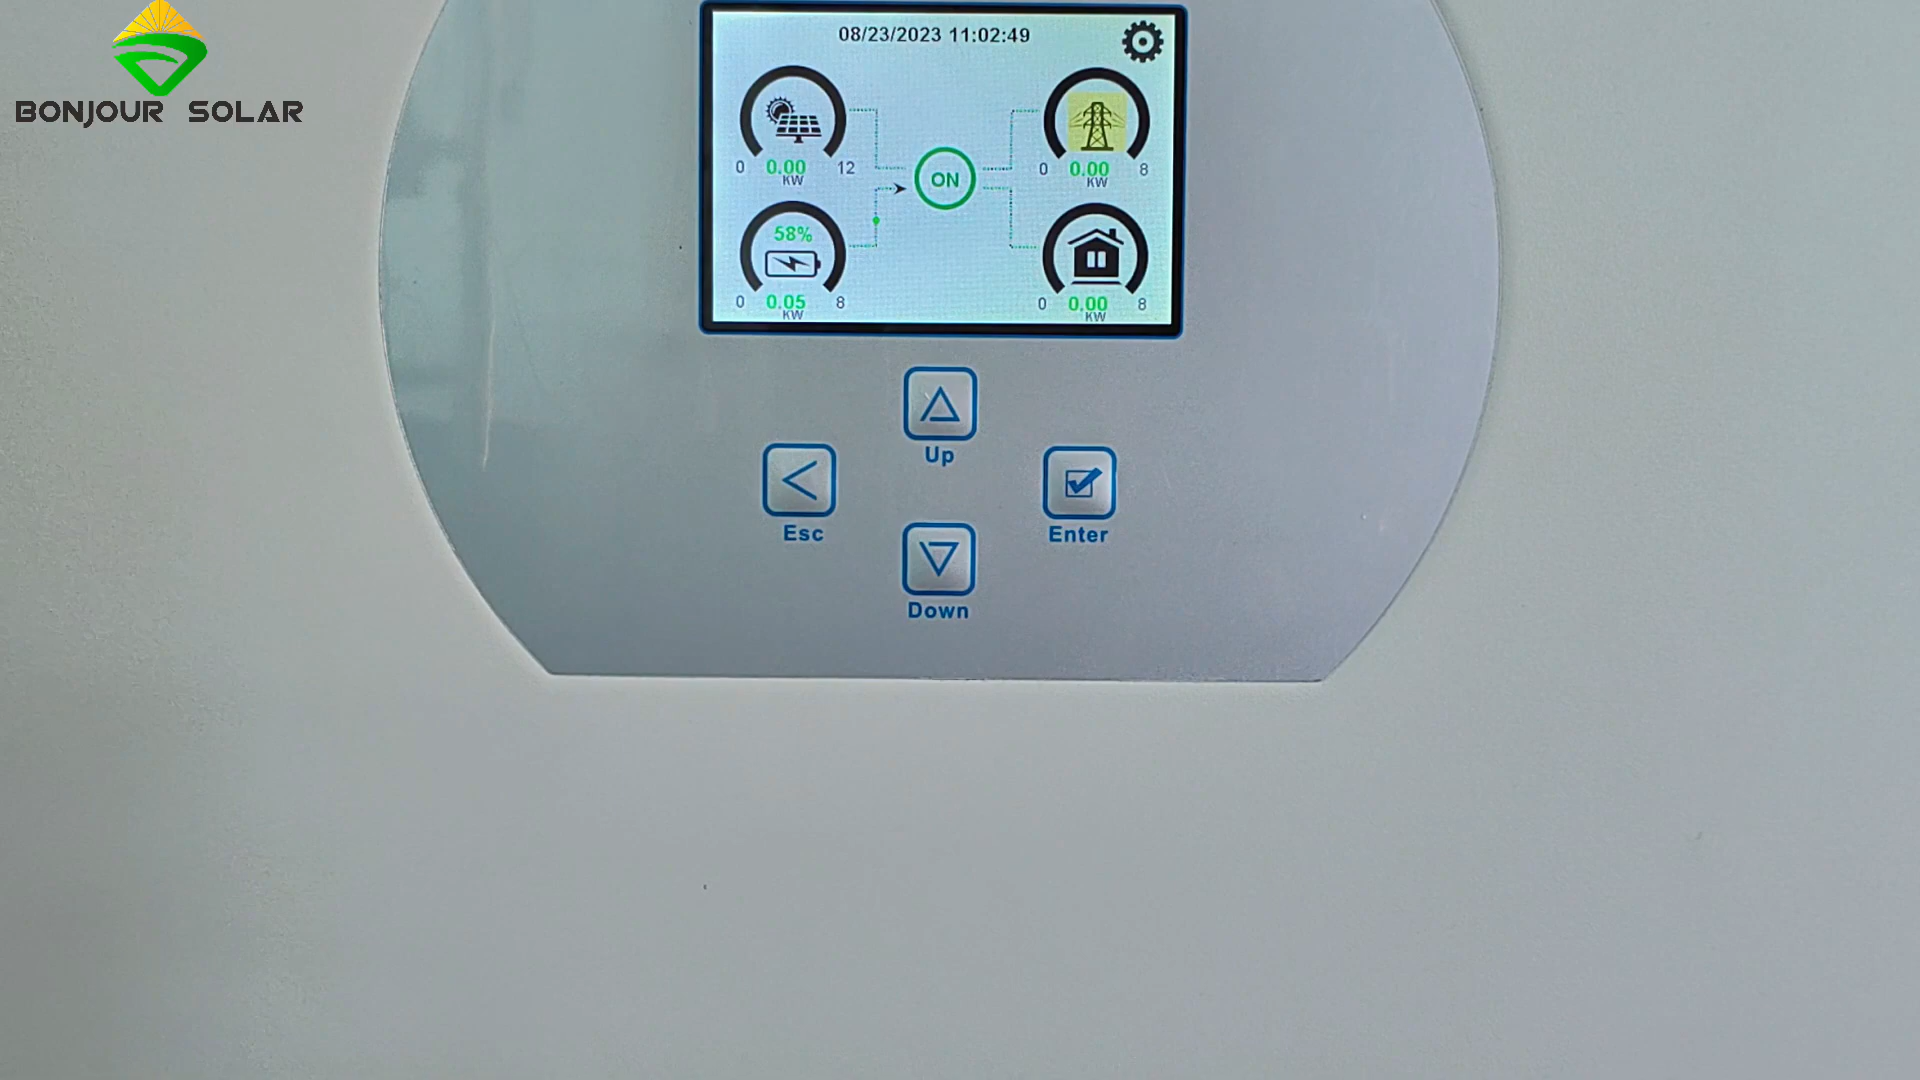 BONJOUR SOLAR
08/23/2023 11:02:49
0 0.00 12
KW
0 0.00 8
KW
ON
58%
0 0.05 8
KW
0 0.00 8
KW
Up
Esc
Enter
Down